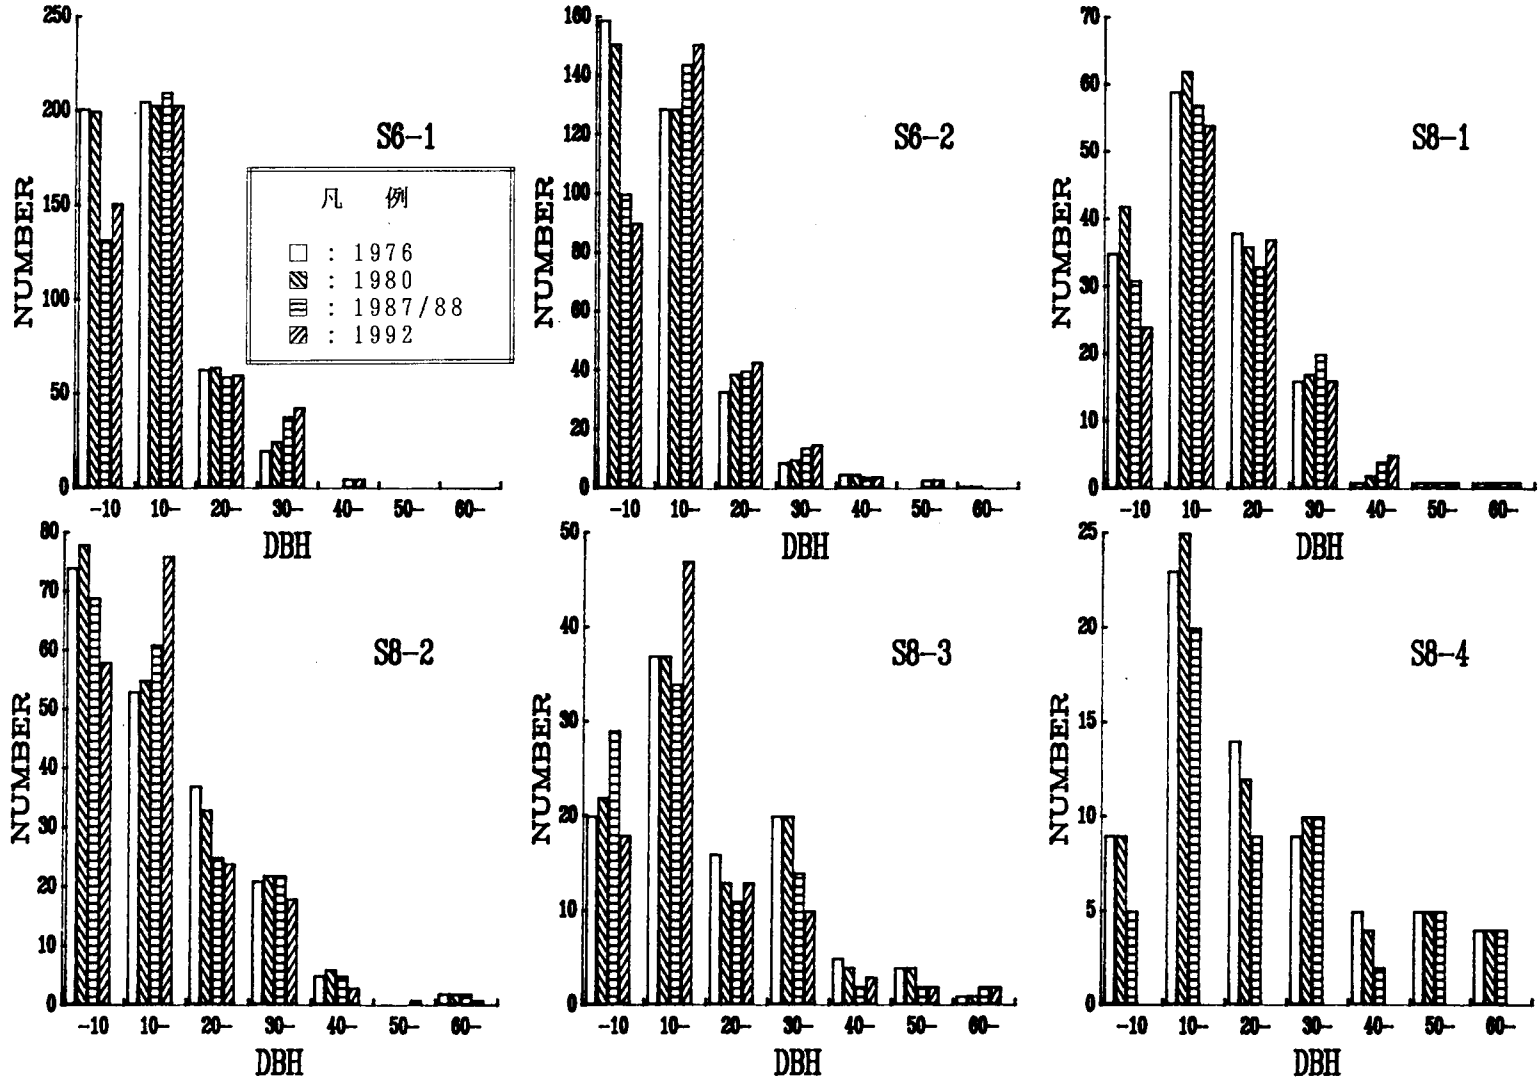 250
200
150
100
50
0
NUMBER
S6-1
凡 例
: 1976
: 1980
: 1987/88
: 1992
-10 10- 20- 30- 40- 50- 60-
DBH
160
140
120
100
80
60
40
20
0
NUMBER
S6-2
-10 10- 20- 30- 40- 50- 60-
DBH
70
60
50
40
30
20
10
0
NUMBER
S8-1
-10 10- 20- 30- 40- 50- 60-
DBH
80
70
60
50
40
30
20
10
0
NUMBER
S8-2
-10 10- 20- 30- 40- 50- 60-
DBH
50
40
30
20
10
0
NUMBER
S8-3
-10 10- 20- 30- 40- 50- 60-
DBH
25
20
15
10
5
0
NUMBER
S8-4
-10 10- 20- 30- 40- 50- 60-
DBH